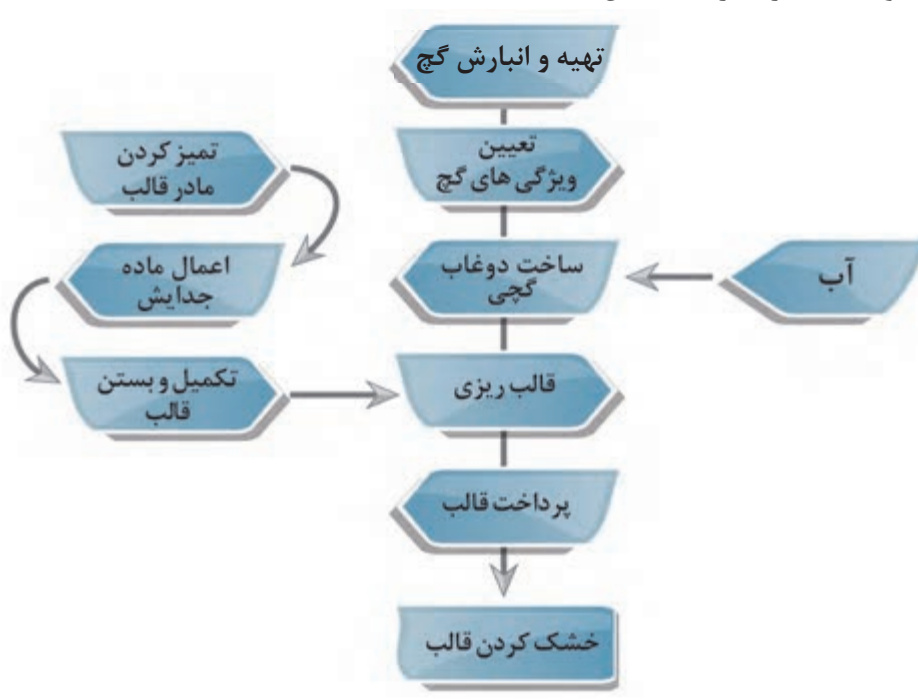 تهیه و انبارش گچ
تعیین
ویژگی های گچ
تمیز کردن
مادر قالب
ساخت دوغاب
گچی
آب
اعمال ماده
جدایش
تکمیل و بستن
قالب
قالب ریزی
پرداخت قالب
خشک کردن قالب